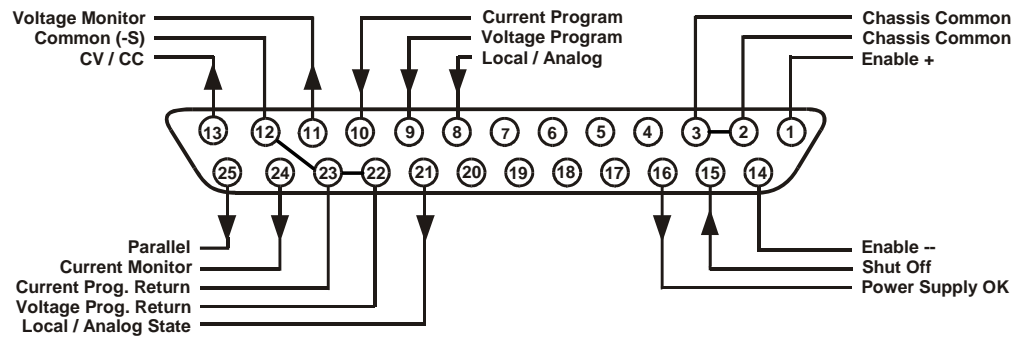 Voltage Monitor
Common (-S)
CV / CC
Current Program
Voltage Program
Local / Analog
Chassis Common
Chassis Common
Enable +
13 12 11 10 9 8 7 6 5 4 3 2 1
25 24 23 22 21 20 19 18 17 16 15 14
Parallel
Current Monitor
Current Prog. Return
Voltage Prog. Return
Local / Analog State
Enable --
Shut Off
Power Supply OK